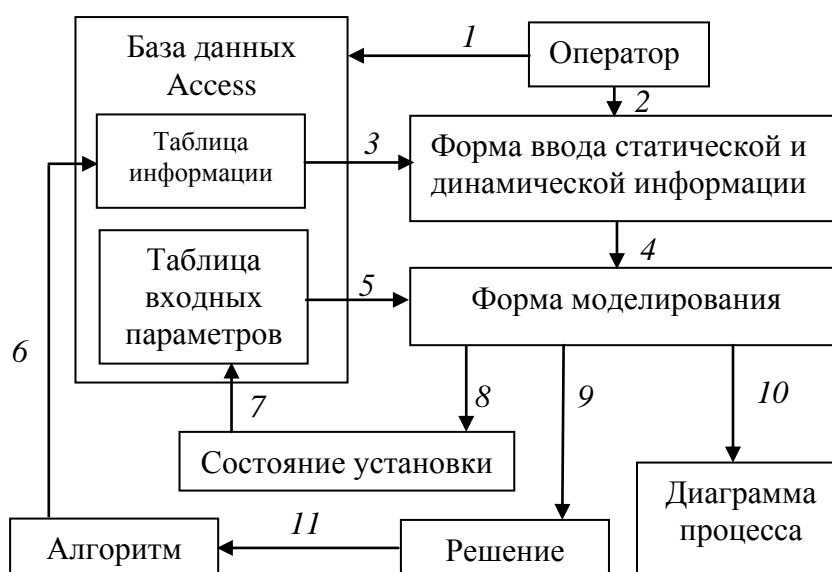 База данных
Access
1
Оператор
2
Таблица
информации
3
Форма ввода статической и
динамической информации
4
Таблица
входных
параметров
5
Форма моделирования
6
7
8
9
10
Состояние установки
Диаграмма
процесса
Алгоритм
11
Решение